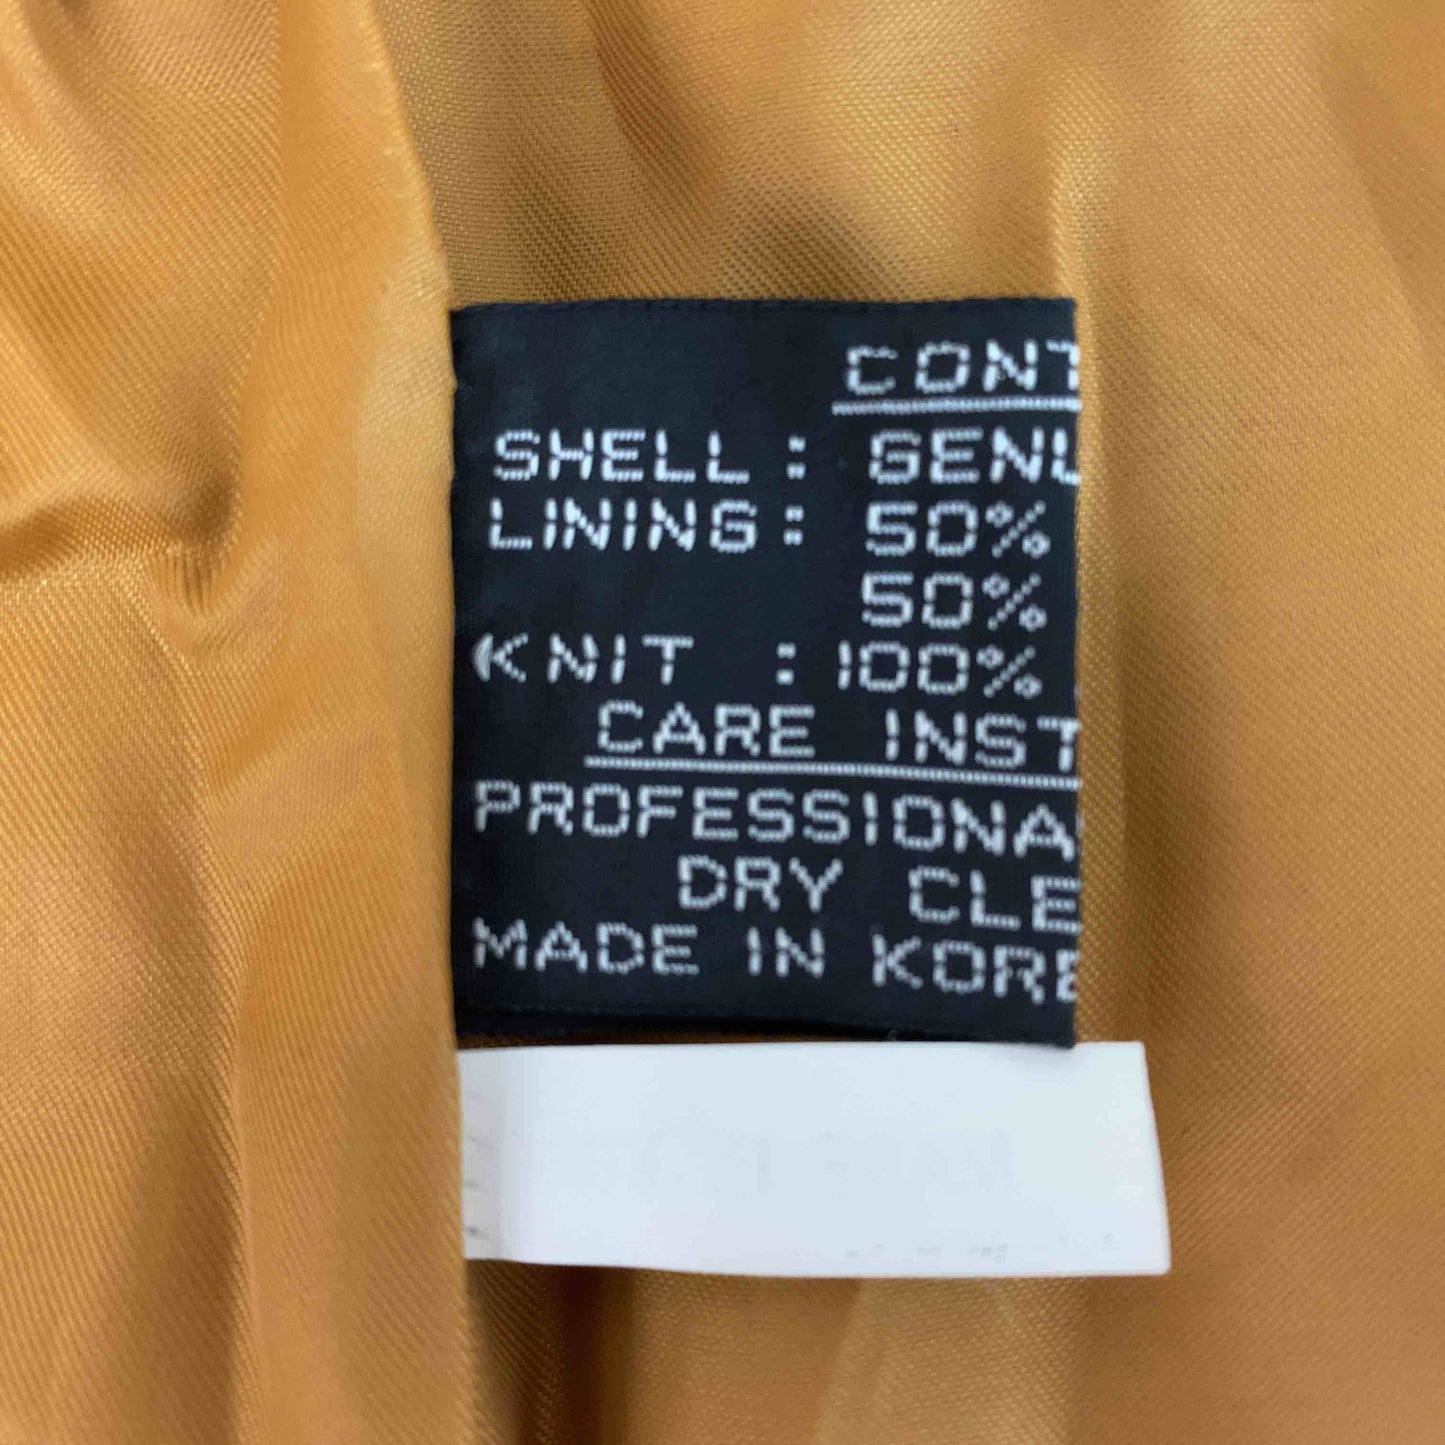 CONT
SHELL : GENU
LINING : 50%
50%
KNIT : 100%
CARE INST
PROFESSIONA
DRY CLE
MADE IN KORE